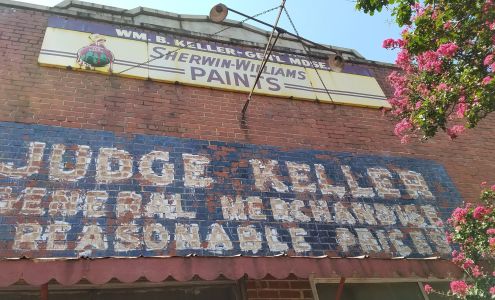 WM. B. KELLER-GEN'L MDSE.
SHERWIN-WILLIAMS
PAINTS
JUDGE KELLER
GENERAL MERCHANDISE
REASONABLE PRICES